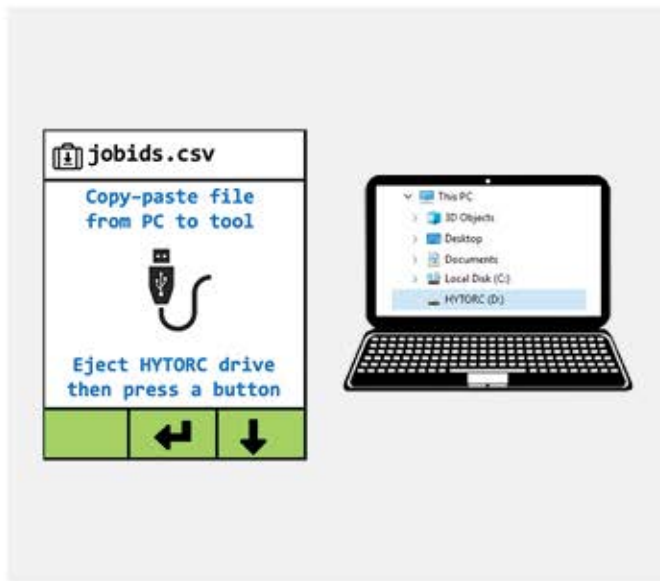 jobids.csv
Copy-paste file
from PC to tool
Eject HYTORC drive
then press a button
This PC
3D Objects
Desktop
Documents
Local Disk (C:)
HYTORC (D:)